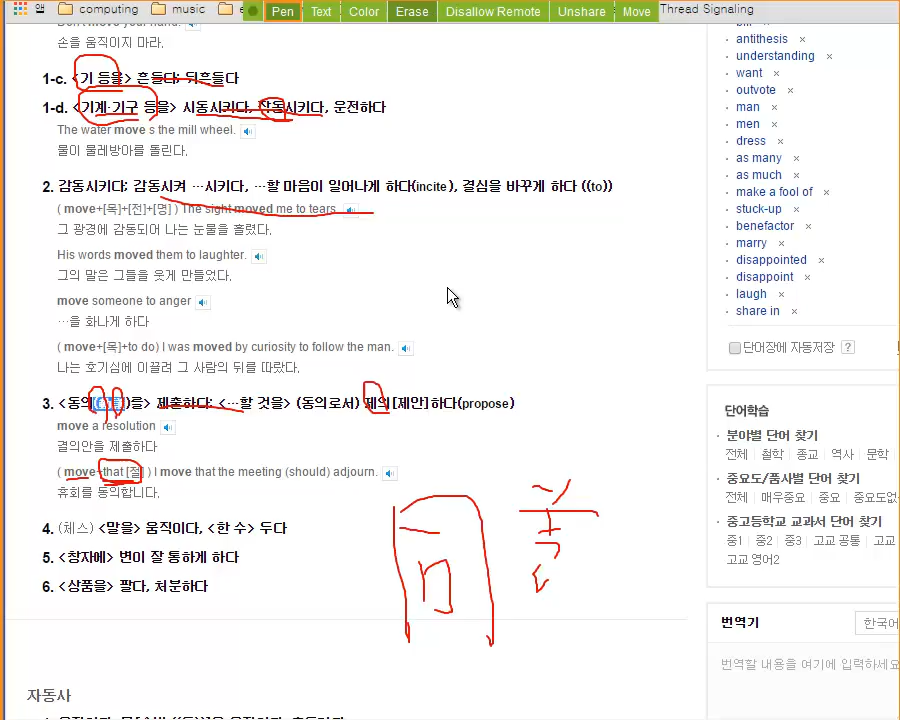 앱 computing music
Pen Text Color Erase Disallow Remote Unshare Move Thread Signaling
Don't move your hand.
손을 움직이지 마라.
1-c. <기 등을> 흔들다; 뒤흔들다
1-d. <기계·기구 등을> 시동시키다, 작동시키다, 운전하다
The water move s the mill wheel.
물이 물레방아를 돌린다.
2. 감동시키다; 감동시켜 …시키다, …할 마음이 일어나게 하다(incite), 결심을 바꾸게 하다 ((to))
( move+[목]+[전]+[명] ) The sight moved me to tears.
그 광경에 감동되어 나는 눈물을 흘렸다.
His words moved them to laughter.
그의 말은 그들을 웃게 만들었다.
move someone to anger
…을 화나게 하다
( move+[목]+to do) I was moved by curiosity to follow the man.
나는 호기심에 이끌려 그 사람의 뒤를 따랐다.
3. <동의 을> 제출하다; <…할 것을> (동의로서) 제의[제안]하다(propose)
move a resolution
결의안을 제출하다
( move+that [절] ) I move that the meeting (should) adjourn.
휴회를 동의합니다.
4. (체스) <말을> 움직이다, <한 수> 두다
5. <창자에> 변이 잘 통하게 하다
6. <상품을> 팔다, 처분하다
자동사
antithesis
understanding
want
outvote
man
men
dress
as many
as much
make a fool of
stuck-up
benefactor
marry
disappointed
disappoint
laugh
share in
단어장에 자동저장 ?
단어학습
분야별 단어 찾기
전체 철학 종교 역사 문학
중요도/품사별 단어 찾기
전체 매우중요 중요 중요도없
중고등학교 교과서 단어 찾기
중1 중2 중3 고교 공통 고교
고교 영어2
번역기 한국어
번역할 내용을 여기에 입력하세요